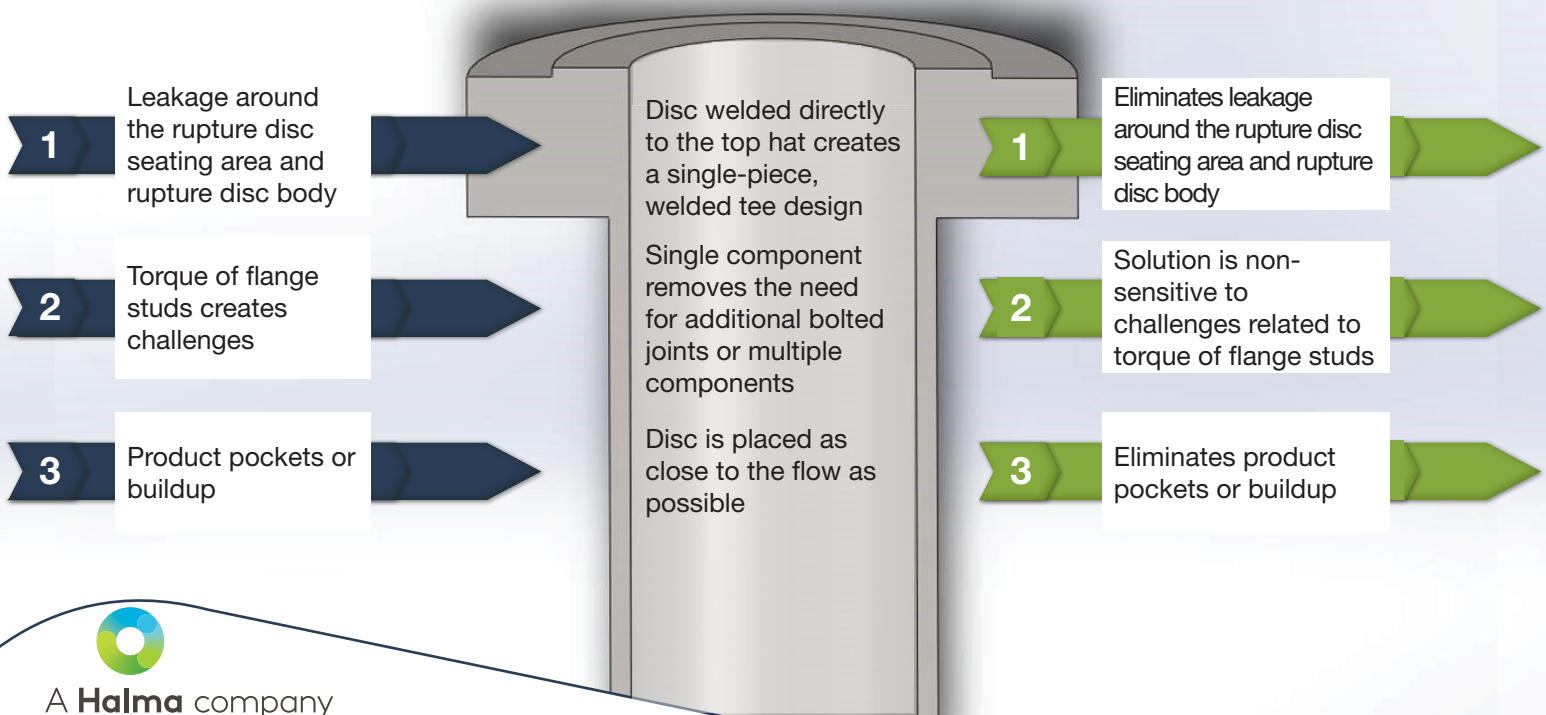 1
Leakage around
the rupture disc
seating area and
rupture disc body
Disc welded directly
to the top hat creates
a single-piece,
welded tee design
1
Eliminates leakage
around the rupture disc
seating area and rupture
disc body
2
Torque of flange
studs creates
challenges
Single component
removes the need
for additional bolted
joints or multiple
components
2
Solution is non-
sensitive to
challenges related to
torque of flange studs
3
Product pockets or
buildup
Disc is placed as
close to the flow as
possible
3
Eliminates product
pockets or buildup
A Halma company